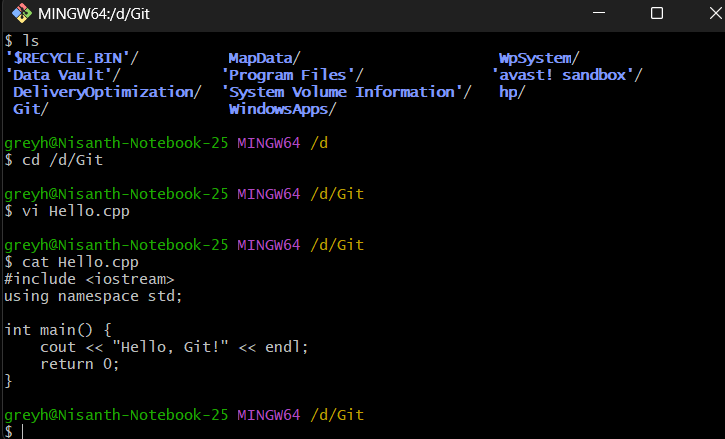 MINGW64:/d/Git
$ ls
'$RECYCLE.BIN'/ MapData/ WpSystem/
'Data Vault'/ 'Program Files'/ 'avast! sandbox'/
DeliveryOptimization/ 'System Volume Information'/ hp/
Git/ WindowsApps/
greyh@Nisanth-Notebook-25 MINGW64 /d
$ cd /d/Git
greyh@Nisanth-Notebook-25 MINGW64 /d/Git
$ vi Hello.cpp
greyh@Nisanth-Notebook-25 MINGW64 /d/Git
$ cat Hello.cpp
#include <iostream>
using namespace std;
int main() {
    cout << "Hello, Git!" << endl;
    return 0;
}
greyh@Nisanth-Notebook-25 MINGW64 /d/Git
$